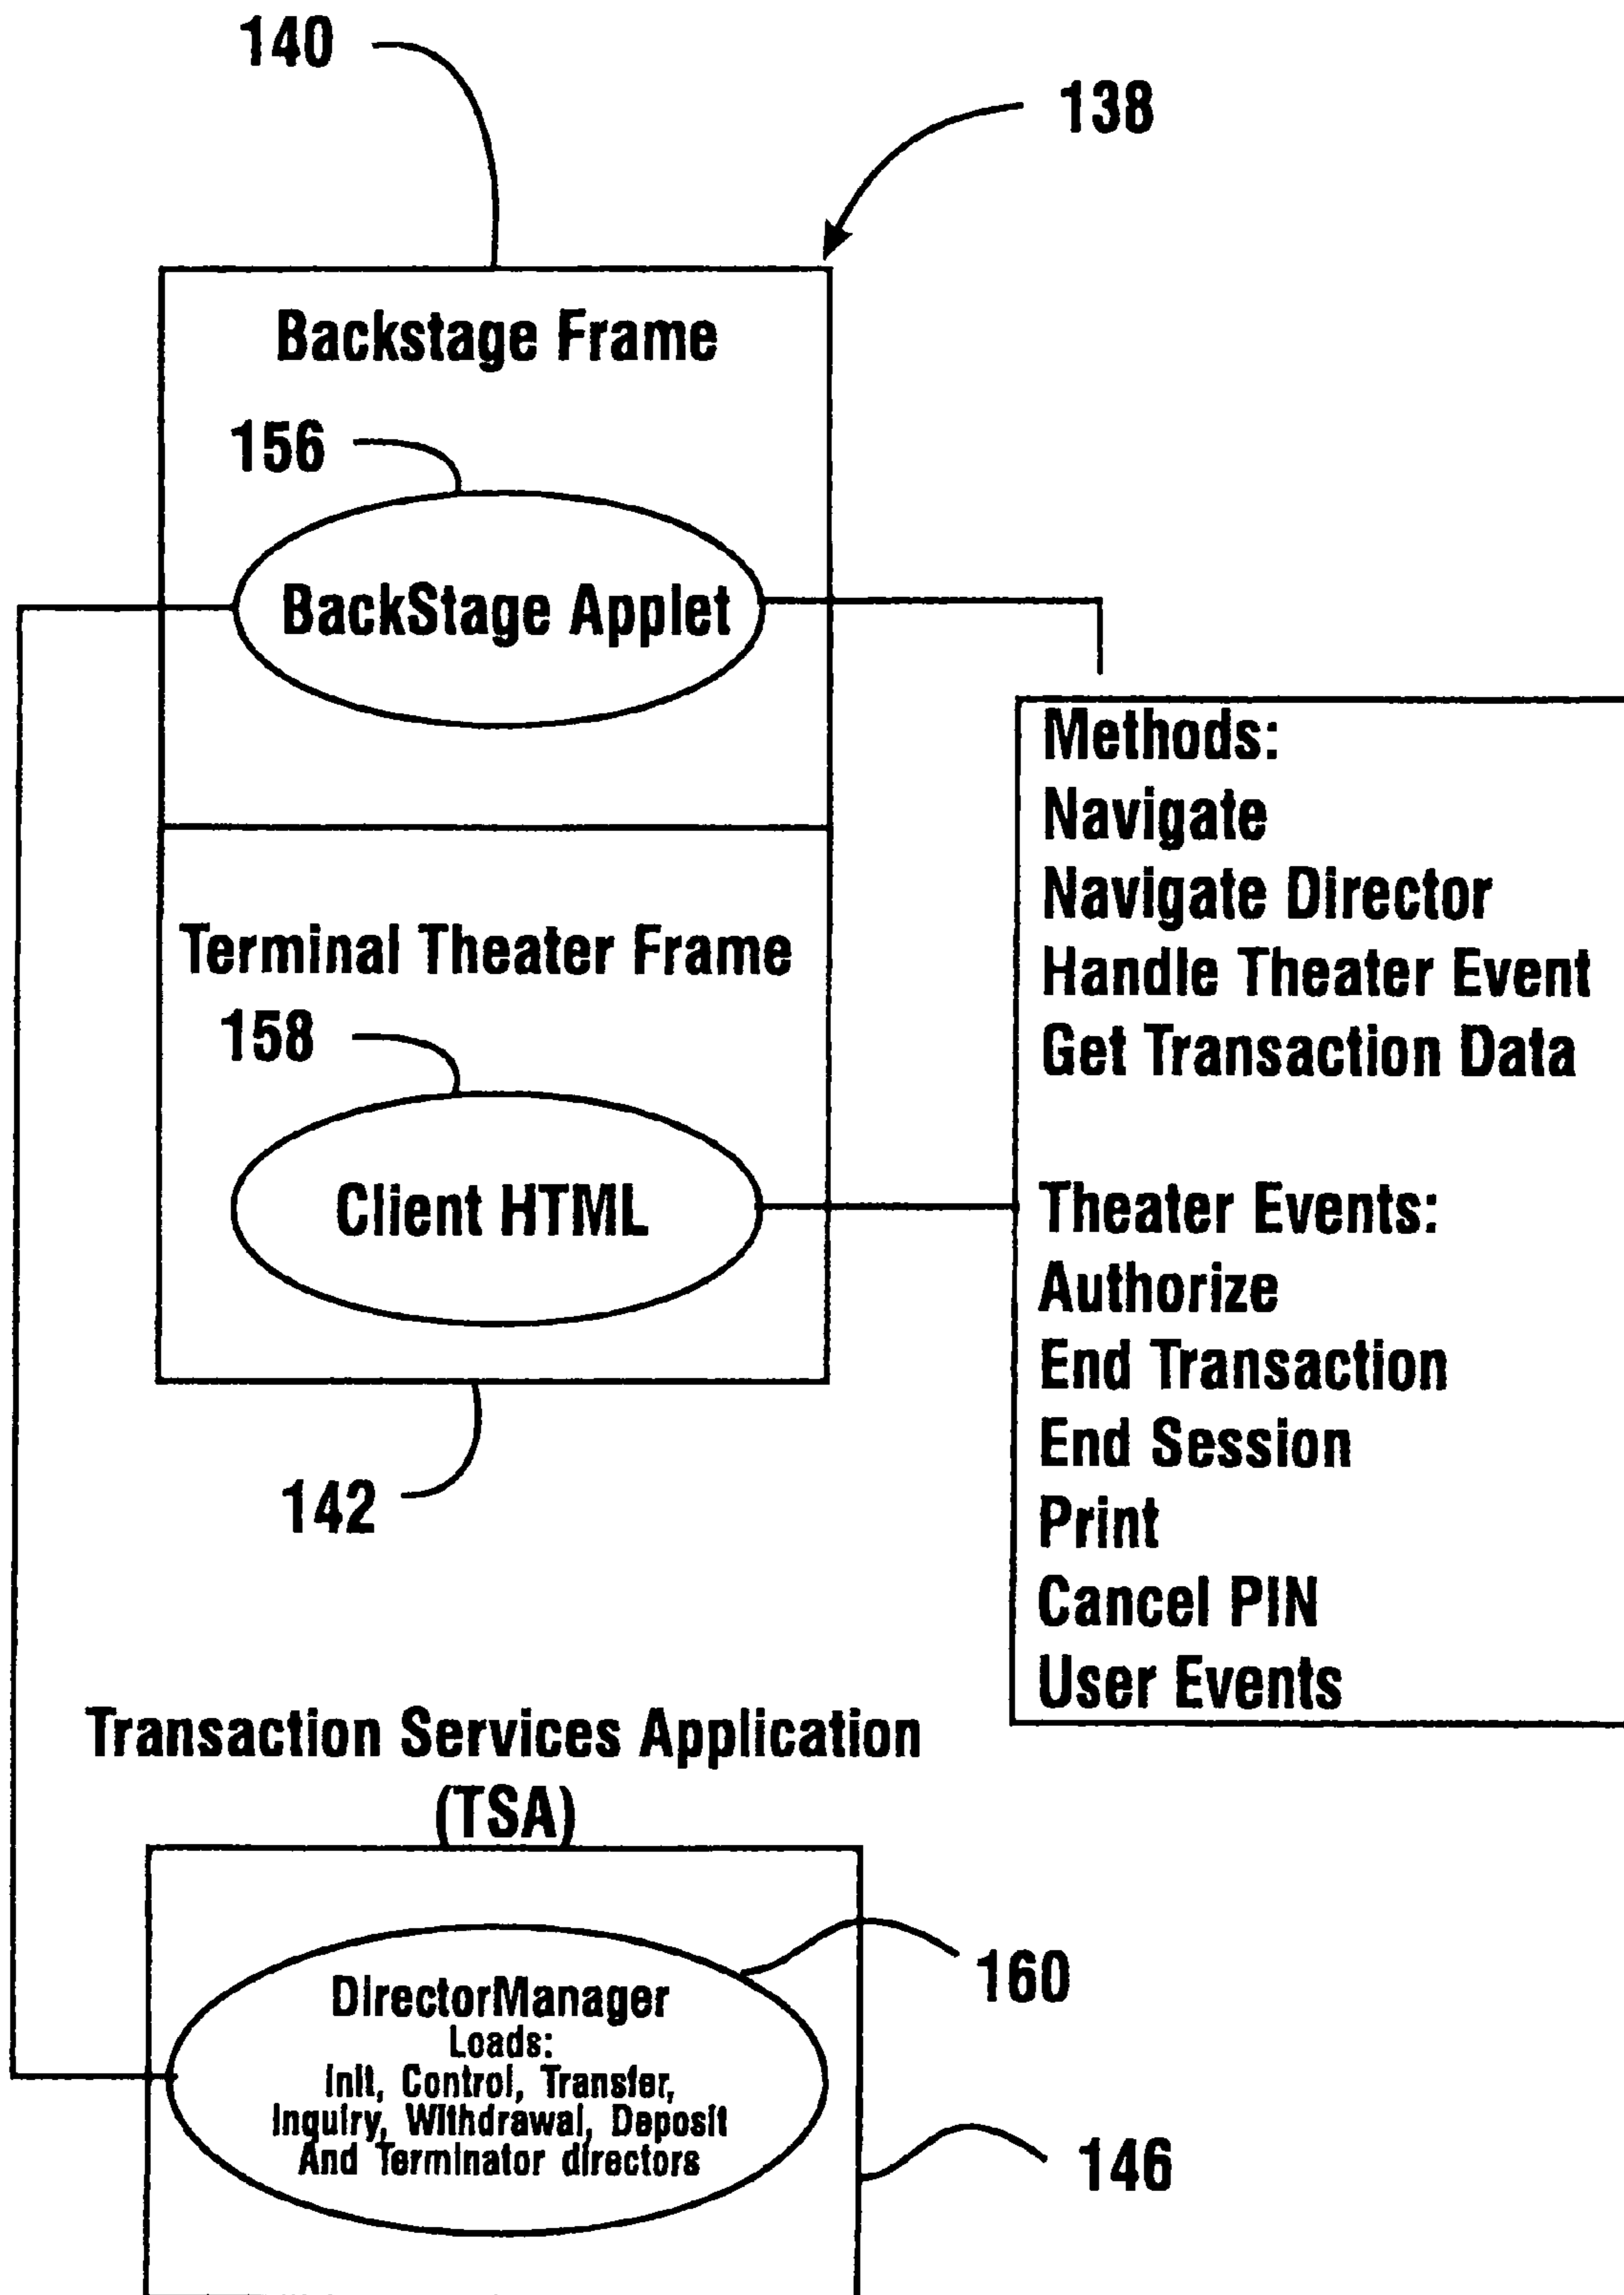 140
138
Backstage Frame
156
BackStage Applet
Methods:
Navigate
Navigate Director
Handle Theater Event
Get Transaction Data
Terminal Theater Frame
158
Client HTML
Theater Events:
Authorize
End Transaction
End Session
Print
Cancel PIN
User Events
142
Transaction Services Application
(TSA)
160
DirectorManager
Loads:
Init, Control, Transfer,
Inquiry, Withdrawal, Deposit
And Terminator directors
146